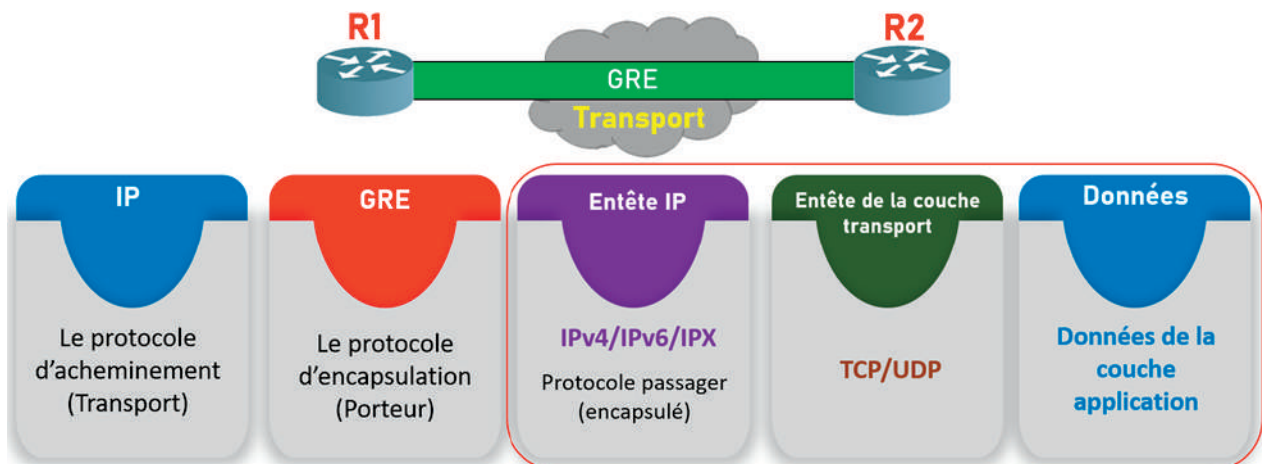 R1
R2
GRE
Transport
IP
Le protocole
d'acheminement
(Transport)
GRE
Le protocole
d'encapsulation
(Porteur)
Entête IP
IPv4/IPv6/IPX
Protocole passager
(encapsulé)
Entête de la couche
transport
TCP/UDP
Données
Données de la
couche
application